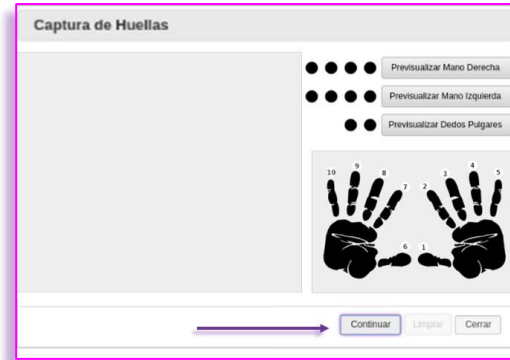 Captura de Huellas
Previsualizar Mano Derecha
Previsualizar Mano Izquierda
Previsualizar Dedos Pulgares
10 9 8 7 2 3 4 5
6 1
Continuar Limpiar Cerrar